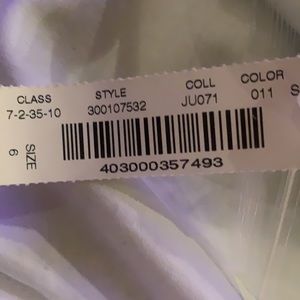 CLASS STYLE COLL COLOR S
7-2-35-10 300107532 JU071 011
SIZE
6
403000357493